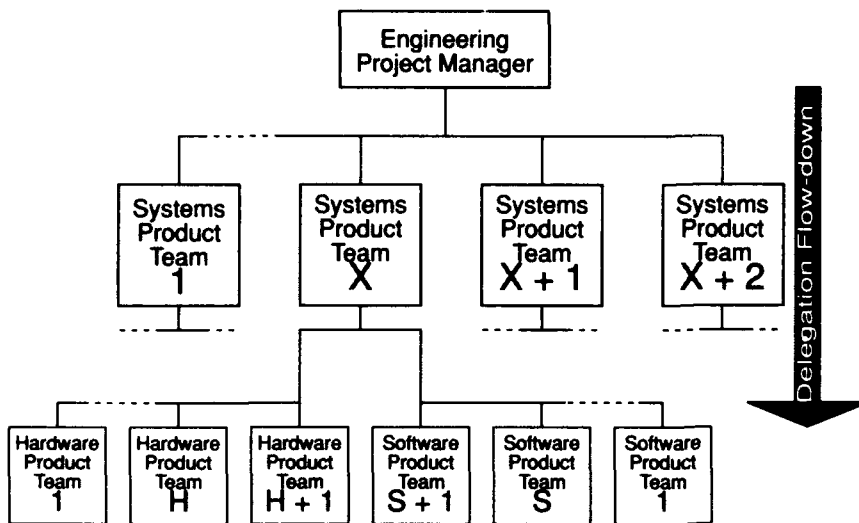 Engineering
Project Manager
Systems
Product
Team
1
Systems
Product
Team
X
Systems
Product
Team
X + 1
Systems
Product
Team
X + 2
Delegation Flow-down
Hardware
Product
Team
1
Hardware
Product
Team
H
Hardware
Product
Team
H + 1
Software
Product
Team
S + 1
Software
Product
Team
S
Software
Product
Team
1